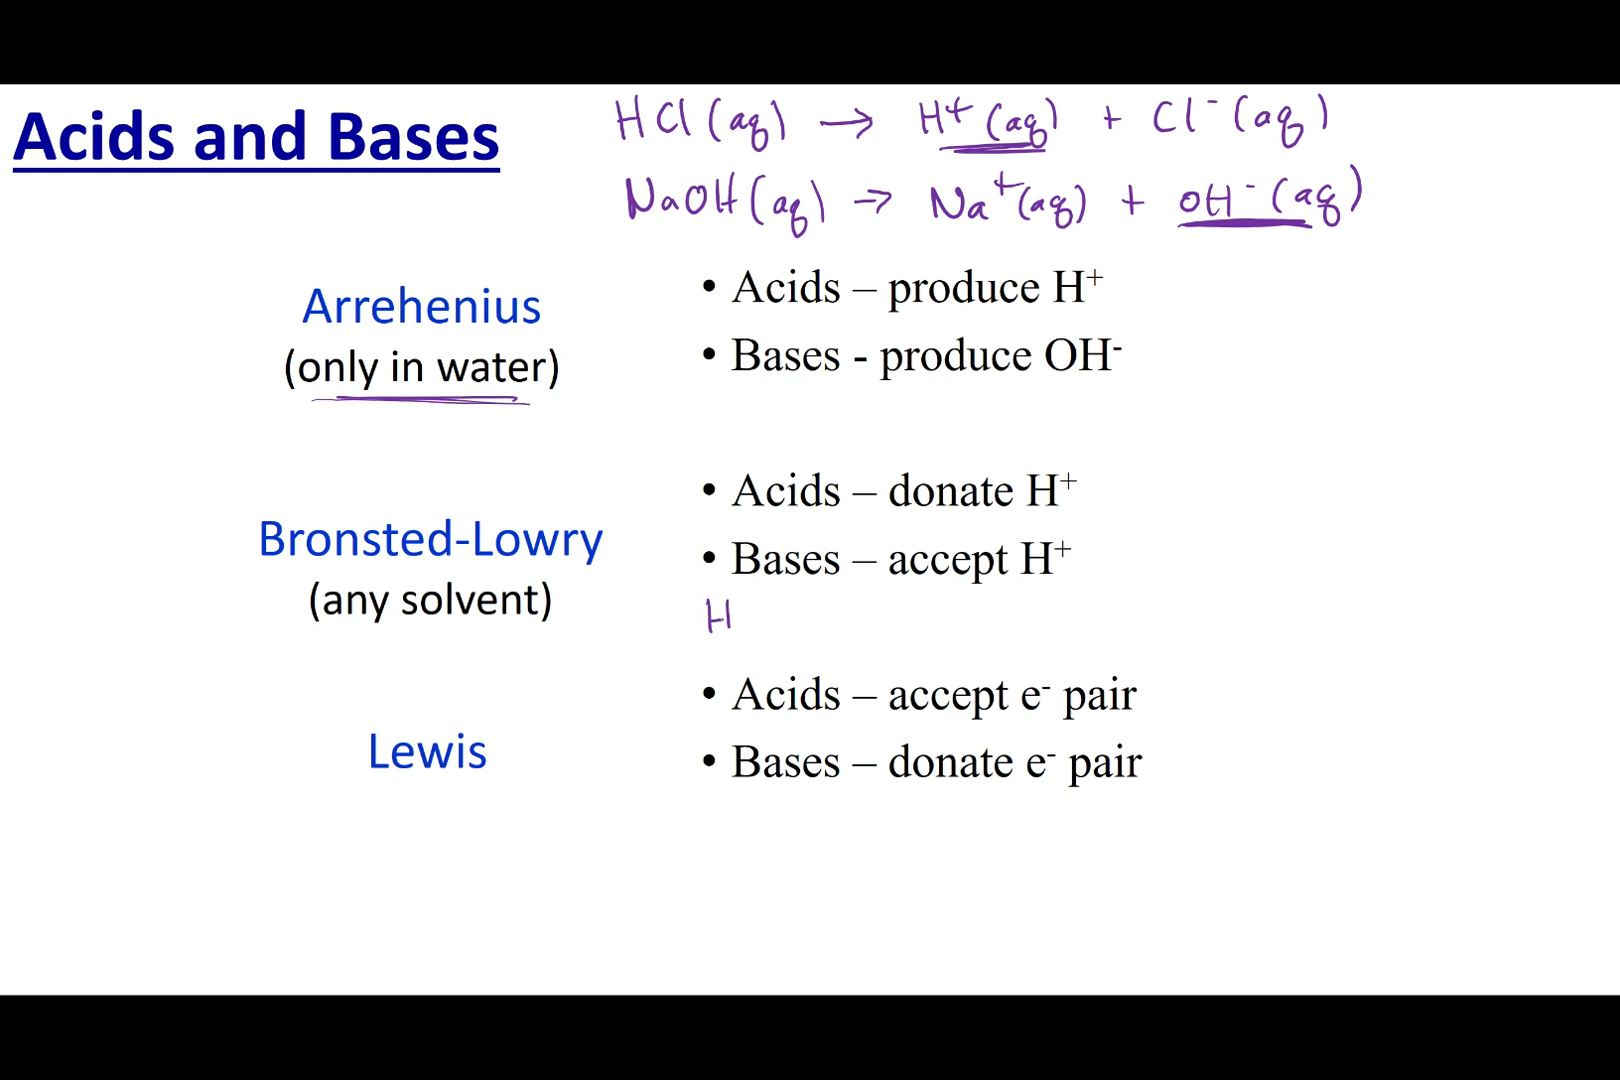 Acids and Bases
HCl(aq) → H⁺(aq) + Cl⁻(aq)
NaOH(aq) → Na⁺(aq) + OH⁻(aq)
Arrehenius
(only in water)
• Acids – produce H⁺
• Bases - produce OH⁻
Bronsted-Lowry
(any solvent)
• Acids – donate H⁺
• Bases – accept H⁺
H
Lewis
• Acids – accept e⁻ pair
• Bases – donate e⁻ pair